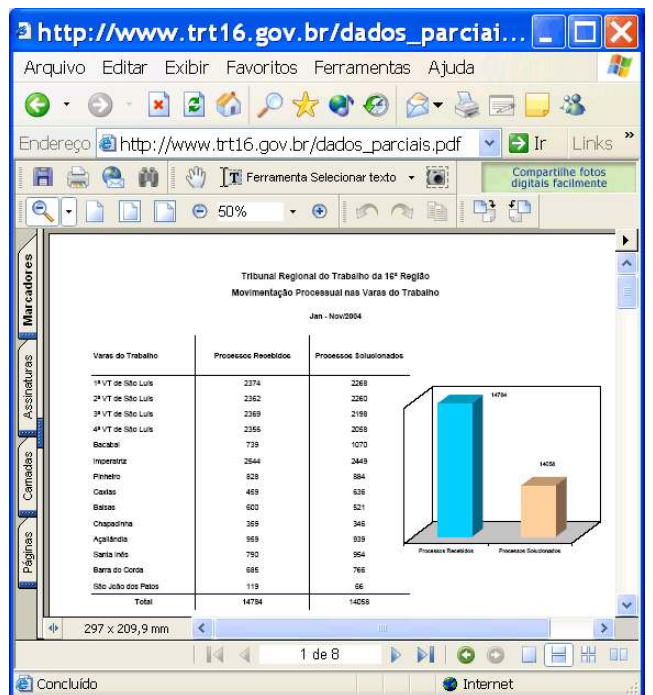 http://www.trt16.gov.br/dados_parciai...
Arquivo Editar Exibir Favoritos Ferramentas Ajuda
Endereço http://www.trt16.gov.br/dados_parciais.pdf Ir Links »
T Ferramenta Selecionar texto Compartilhe fotos
digitais facilmente
50%
Marcadores
Assinaturas
Camadas
Páginas
Tribunal Regional do Trabalho da 16ª Região
Movimentação Processual nas Varas do Trabalho
Jan - Nov/2004
Varas do Trabalho Processos Recebidos Processos Solucionados
1ª VT de São Luís 2374 2268
2ª VT de São Luís 2362 2260
3ª VT de São Luís 2369 2198
4ª VT de São Luís 2356 2058
Bacabal 739 1070
Imperatriz 2544 2449
Pinheiro 828 884
Caxias 459 636
Balsas 600 521
Chapadinha 359 346
Açailândia 969 939
Santa Inês 790 954
Barra do Corda 685 766
São João dos Patos 119 66
Total 14784 14058
14784
14058
Processos Recebidos Processos Solucionados
297 x 209,9 mm
1 de 8
Concluído Internet